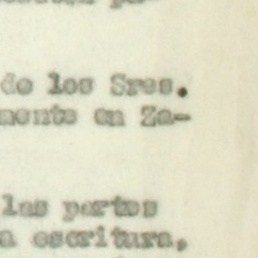 do los Sres.
mente en Za-
las partes
a escritura,